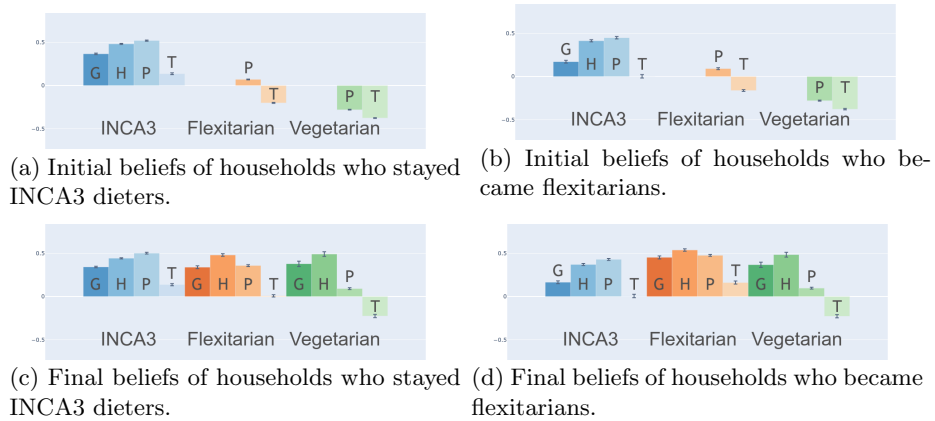 0.5
0
−0.5
G H P T
P T
P T
INCA3 Flexitarian Vegetarian
(a) Initial beliefs of households who stayed
INCA3 dieters.
0.5
0
−0.5
G H P T
P T
P T
INCA3 Flexitarian Vegetarian
(b) Initial beliefs of households who be-
came flexitarians.
0.5
0
−0.5
G H P T
G H P T
G H P T
INCA3 Flexitarian Vegetarian
(c) Final beliefs of households who stayed
INCA3 dieters.
0.5
0
−0.5
G H P T
G H P T
G H P T
INCA3 Flexitarian Vegetarian
(d) Final beliefs of households who became
flexitarians.